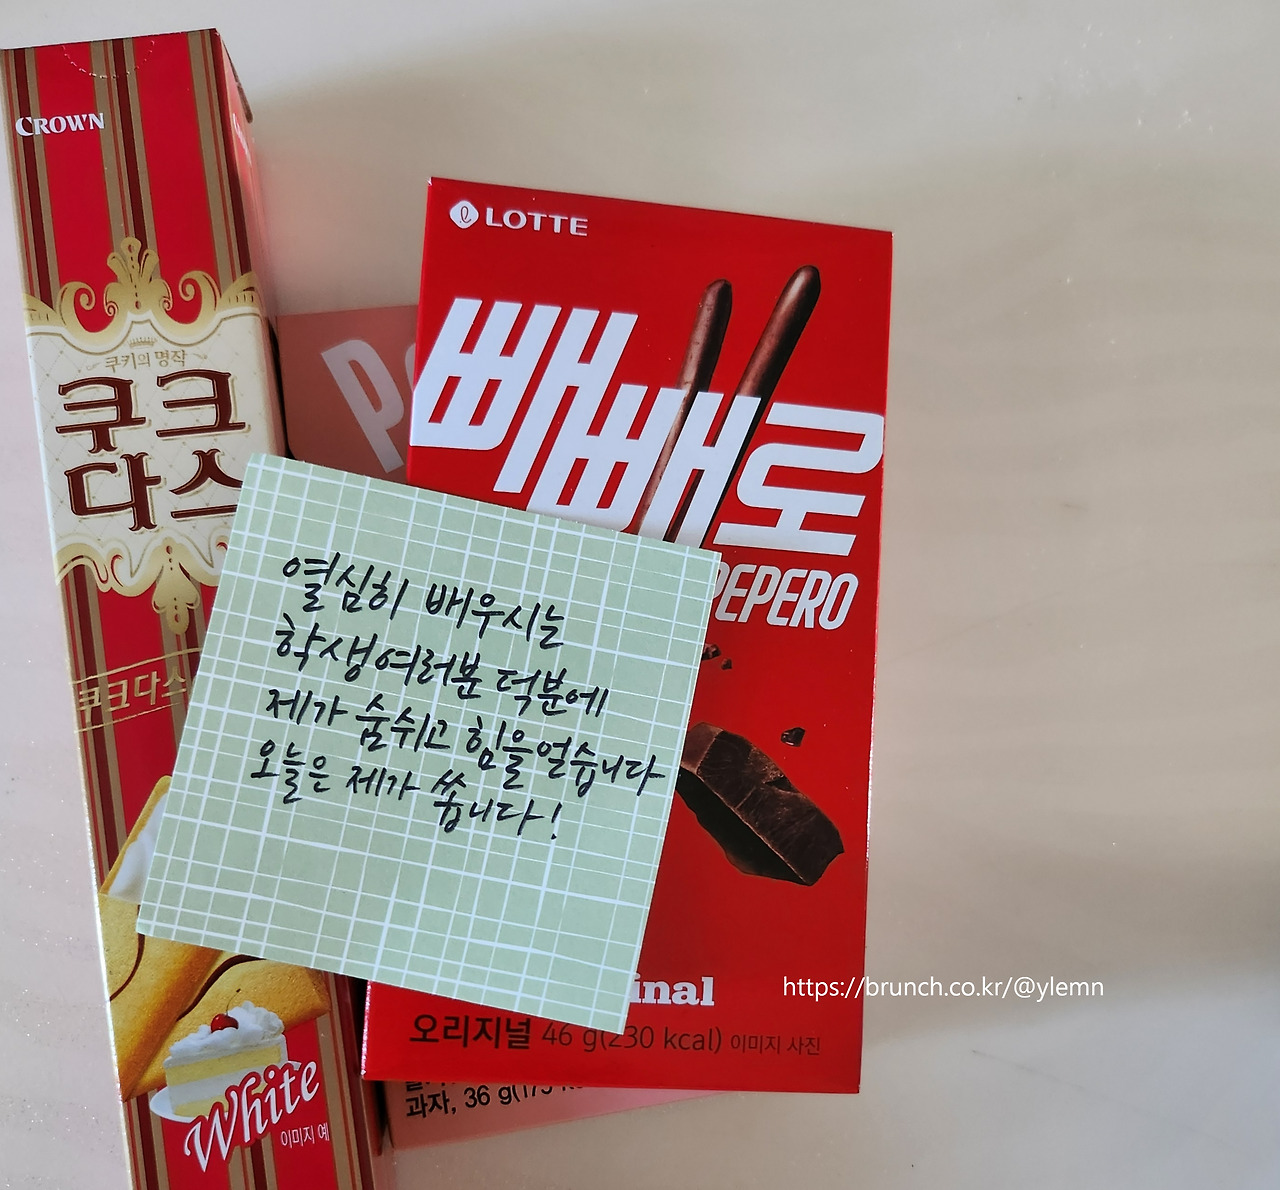 CROWN
쿠키의 명작
쿠크
다스
쿠크다스
White
이미지 예
LOTTE
빼빼로
PEPERO
열심히 배우시는
학생여러분 덕분에
제가 숨쉬고 힘을얻습니다
오늘은 제가 쏩니다!
inal
오리지널 46 g(230 kcal) 이미지 사진
과자, 36 g(175
https://brunch.co.kr/@ylemn